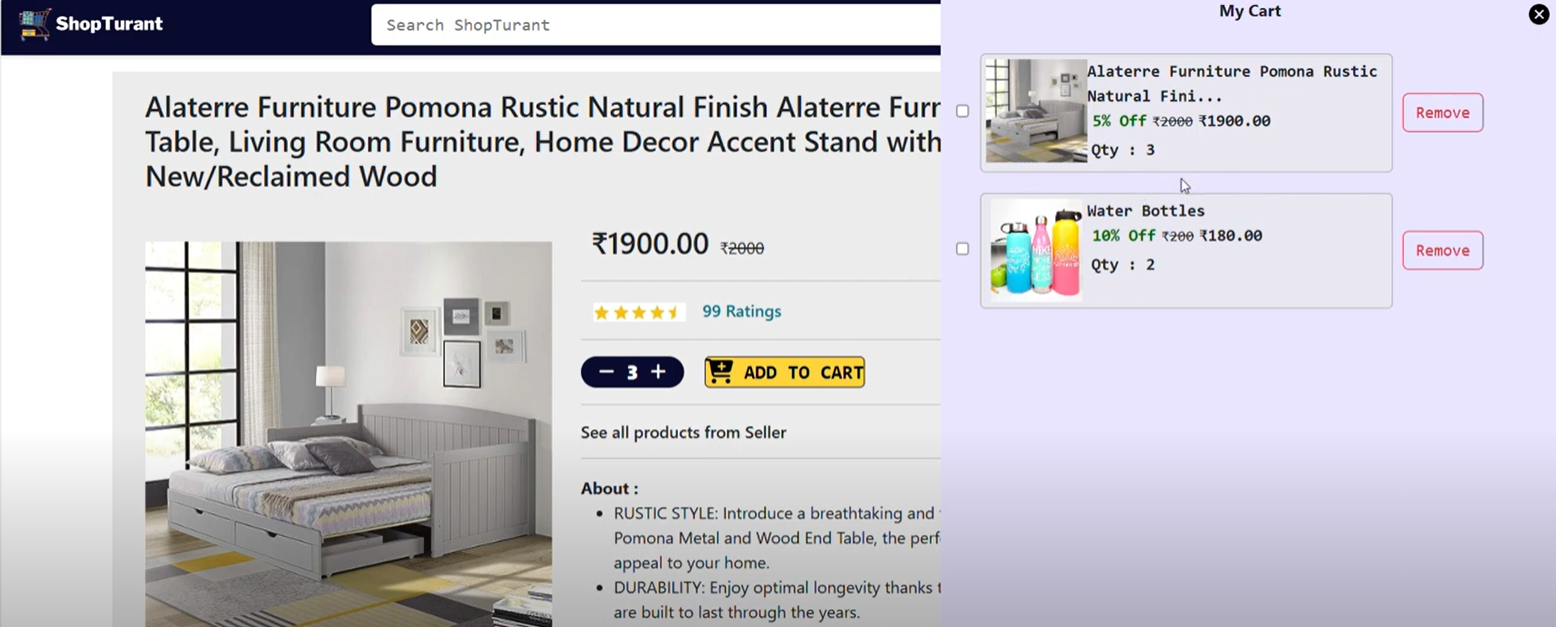 ShopTurant
Search ShopTurant
Alaterre Furniture Pomona Rustic Natural Finish Alaterre Furn
Table, Living Room Furniture, Home Decor Accent Stand with
New/Reclaimed Wood
₹1900.00 ₹2000
99 Ratings
− 3 +
ADD TO CART
See all products from Seller
About :
• RUSTIC STYLE: Introduce a breathtaking and
Pomona Metal and Wood End Table, the perf
appeal to your home.
• DURABILITY: Enjoy optimal longevity thanks t
are built to last through the years.
My Cart
Alaterre Furniture Pomona Rustic
Natural Fini...
5% Off ₹2000 ₹1900.00
Qty : 3
Remove
Water Bottles
10% Off ₹200 ₹180.00
Qty : 2
Remove